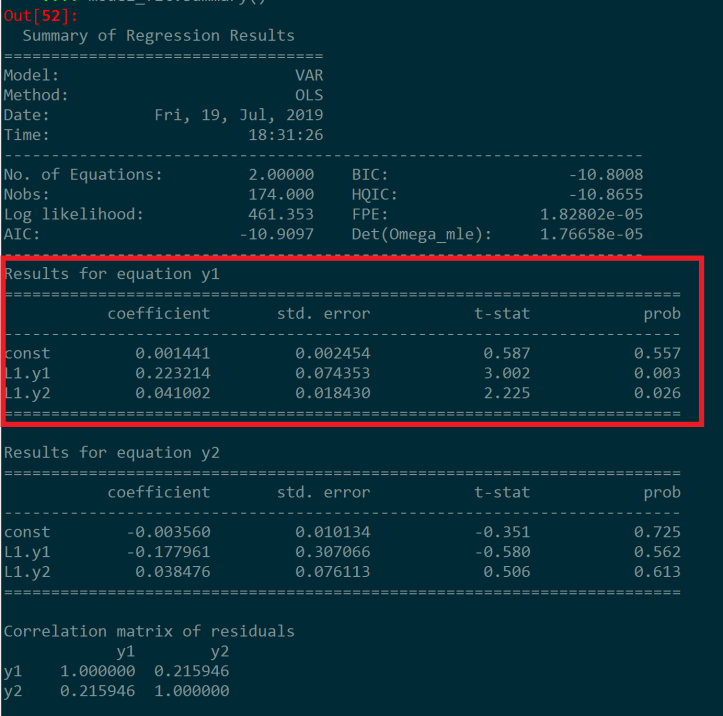 Out[52]:
  Summary of Regression Results
==================================
Model:                         VAR
Method:                        OLS
Date:           Fri, 19, Jul, 2019
Time:                     18:31:26
--------------------------------------------------------------------
No. of Equations:         2.00000    BIC:                   -10.8008
Nobs:                     174.000    HQIC:                  -10.8655
Log likelihood:           461.353    FPE:                1.82802e-05
AIC:                     -10.9097    Det(Omega_mle):     1.76658e-05
--------------------------------------------------------------------
Results for equation y1
========================================================================
           coefficient       std. error           t-stat            prob
------------------------------------------------------------------------
const         0.001441         0.002454            0.587           0.557
L1.y1         0.223214         0.074353            3.002           0.003
L1.y2         0.041002         0.018430            2.225           0.026
========================================================================
Results for equation y2
========================================================================
           coefficient       std. error           t-stat            prob
------------------------------------------------------------------------
const        -0.003560         0.010134           -0.351           0.725
L1.y1        -0.177961         0.307066           -0.580           0.562
L1.y2         0.038476         0.076113            0.506           0.613
========================================================================
Correlation matrix of residuals
            y1        y2
y1    1.000000  0.215946
y2    0.215946  1.000000